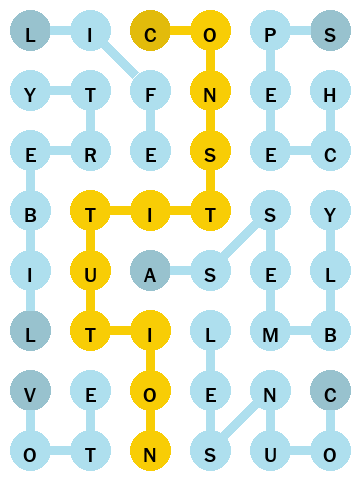 L I C O P S
Y T F N E H
E R E S E C
B T I T S Y
I U A S E L
L T I L M B
V E O E N C
O T N S U O